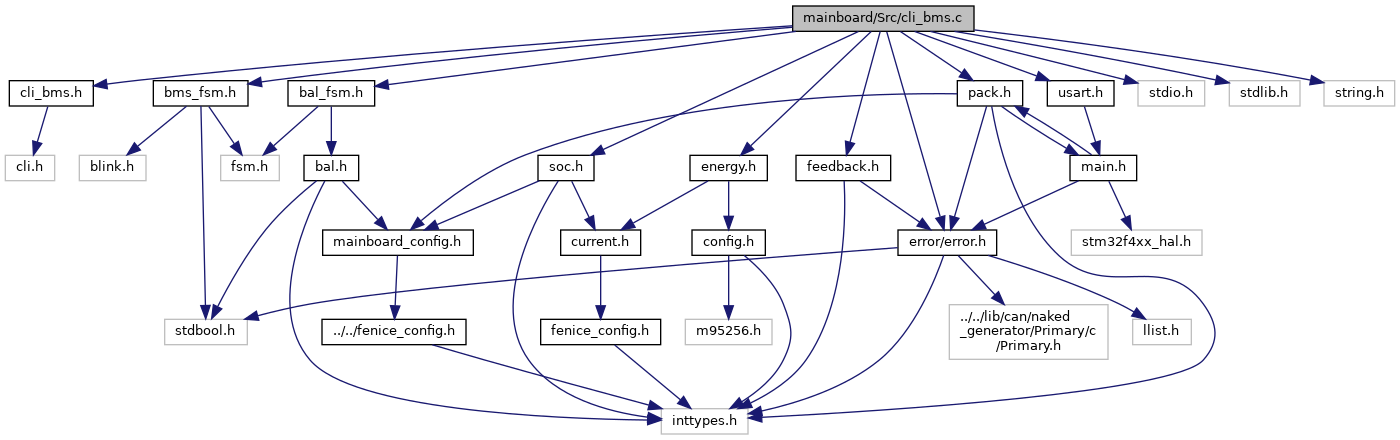 mainboard/Src/cli_bms.c
cli_bms.h
bms_fsm.h
bal_fsm.h
pack.h
usart.h
stdio.h
stdlib.h
string.h
cli.h
blink.h
fsm.h
bal.h
soc.h
energy.h
feedback.h
main.h
mainboard_config.h
current.h
config.h
error/error.h
stm32f4xx_hal.h
stdbool.h
../../fenice_config.h
fenice_config.h
m95256.h
../../lib/can/naked
_generator/Primary/c
/Primary.h
llist.h
inttypes.h